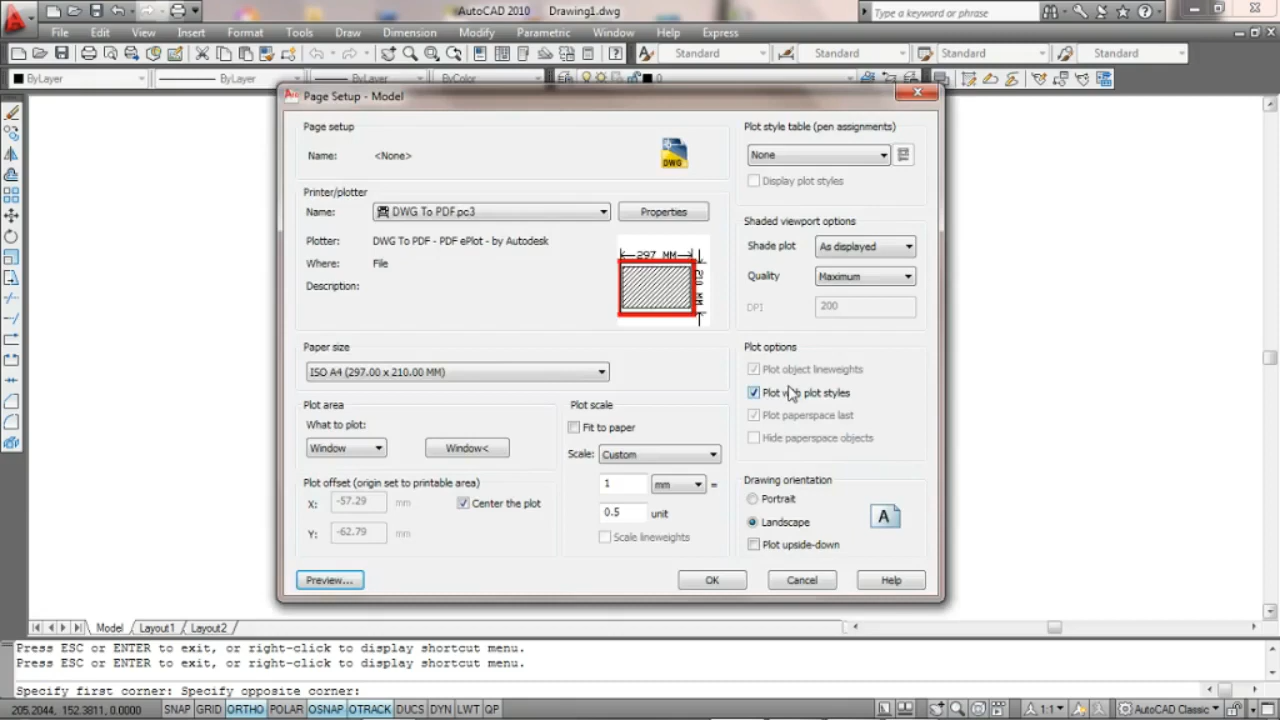 AutoCAD 2010 Drawing1.dwg
Type a keyword or phrase
File Edit View Insert Format Tools Draw Dimension Modify Parametric Window Help Express
Standard Standard Standard Standard
ByLayer ByLayer ByLayer ByColor 0
Page Setup - Model
Page setup
Name: <None>
DWG
Printer/plotter
Name: DWG To PDF.pc3 Properties
Plotter: DWG To PDF - PDF ePlot - by Autodesk
Where: File
Description:
297 MM
Paper size
ISO A4 (297.00 x 210.00 MM)
Plot area
What to plot:
Window Window<
Plot offset (origin set to printable area)
X: -57.29 mm Center the plot
Y: -62.79 mm
Plot scale
Fit to paper
Scale: Custom
1 mm =
0.5 unit
Scale lineweights
Plot style table (pen assignments)
None
Display plot styles
Shaded viewport options
Shade plot As displayed
Quality Maximum
DPI 200
Plot options
Plot object lineweights
Plot plot styles
Plot paperspace last
Hide paperspace objects
Drawing orientation
Portrait
Landscape A
Plot upside-down
Preview... OK Cancel Help
Model Layout1 Layout2
Press ESC or ENTER to exit, or right-click to display shortcut menu.
Press ESC or ENTER to exit, or right-click to display shortcut menu.
Specify first corner: Specify opposite corner:
205.2044, 152.3811, 0.0000 SNAP GRID ORTHO POLAR OSNAP OTRACK DUCS DYN LWT QP 1:1 AutoCAD Classic